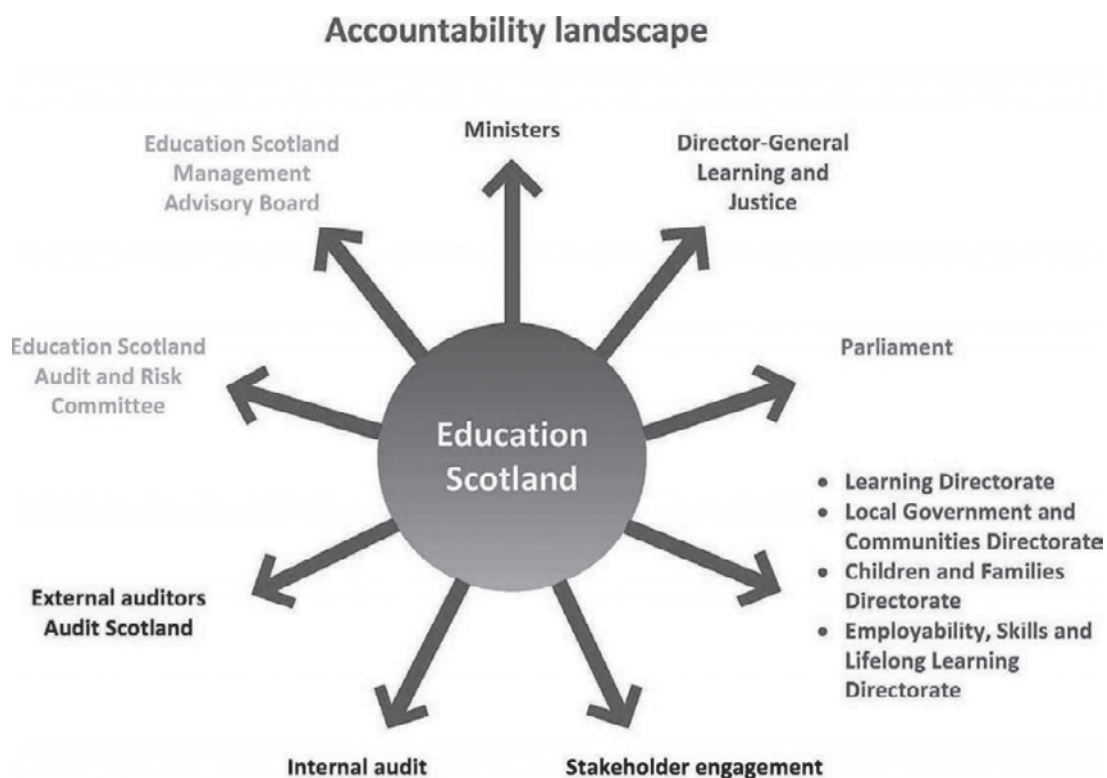 Accountability landscape
Ministers
Director-General
Learning and
Justice
Parliament
• Learning Directorate
• Local Government and
Communities Directorate
• Children and Families
Directorate
• Employability, Skills and
Lifelong Learning
Directorate
Stakeholder engagement
Internal audit
External auditors
Audit Scotland
Education Scotland
Audit and Risk
Committee
Education Scotland
Management
Advisory Board
Education
Scotland